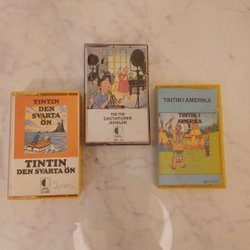 TINTIN
DEN
SVARTA
ÖN
TINTIN
DEN SVARTA ÖN
TINTIN
CASTAFIORES
JUVELER
TINTIN I AMERIKA
TINTIN I
AMERIKA